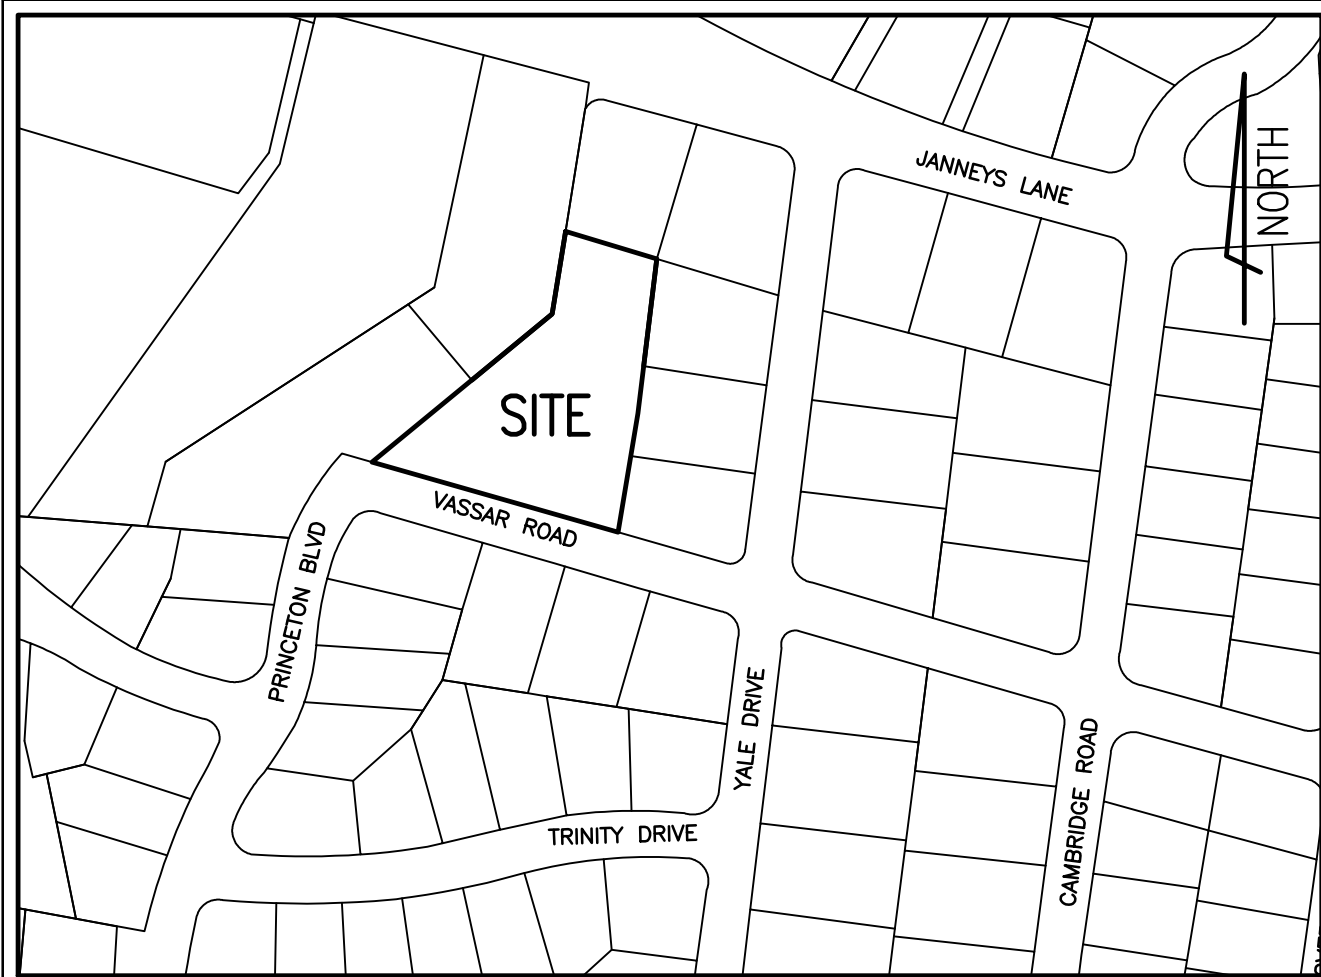 JANNEYS LANE
NORTH
SITE
VASSAR ROAD
PRINCETON BLVD
YALE DRIVE
CAMBRIDGE ROAD
TRINITY DRIVE